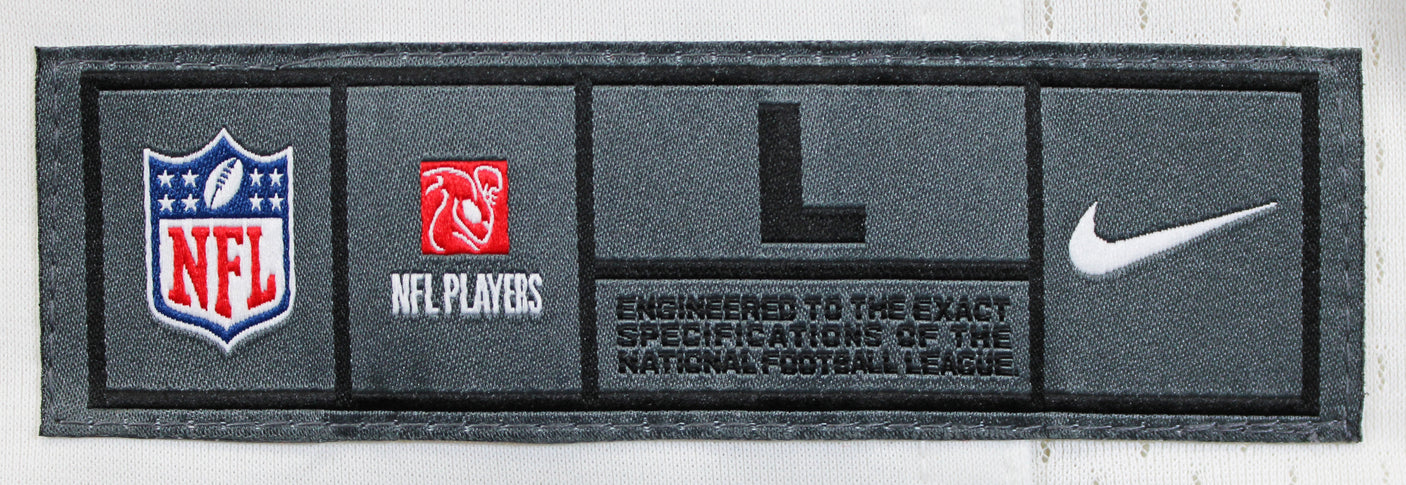 NFL
NFL PLAYERS
L
ENGINEERED TO THE EXACT
SPECIFICATIONS OF THE
NATIONAL FOOTBALL LEAGUE.